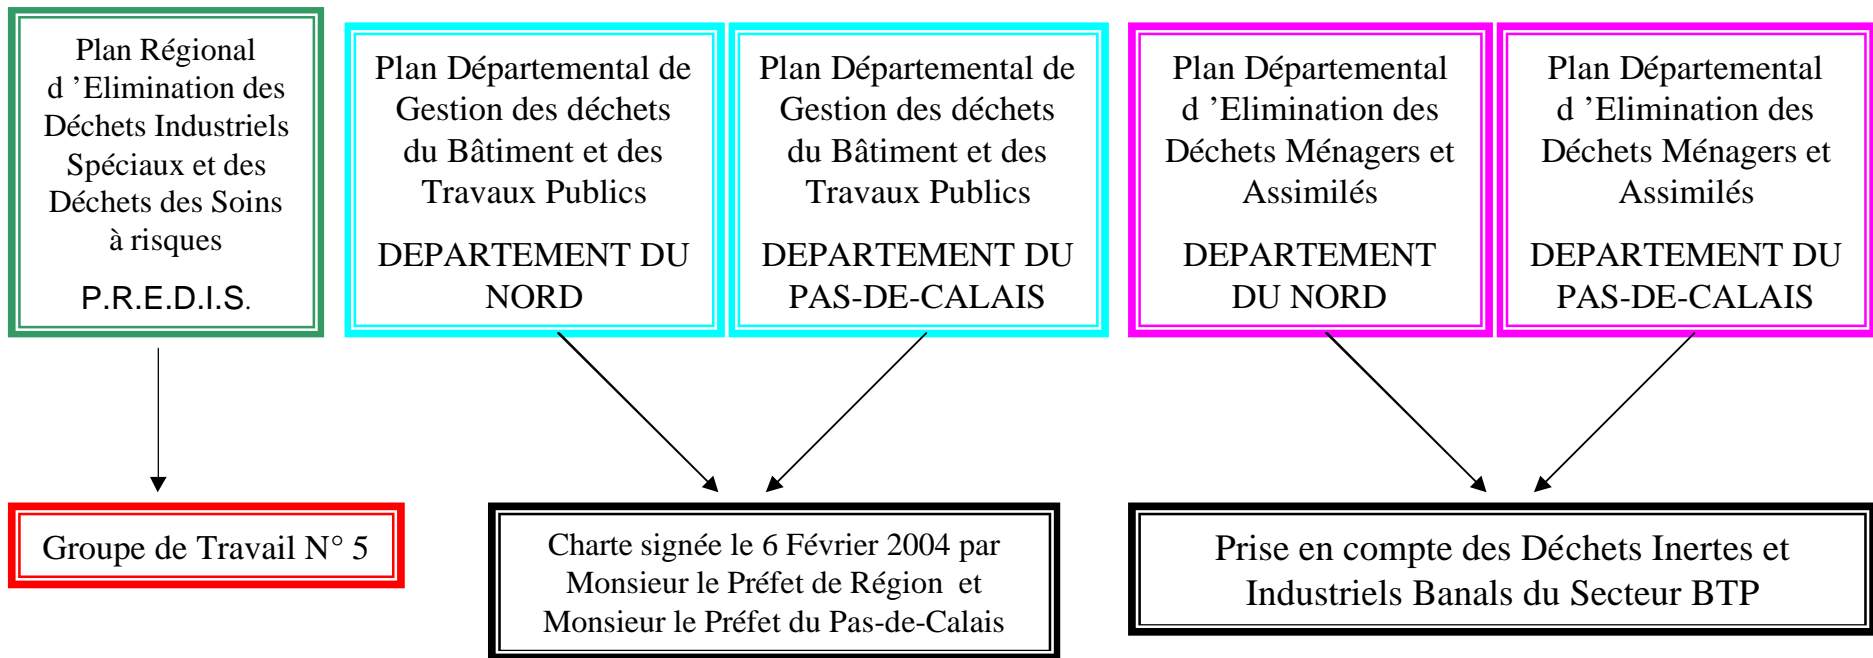 Plan Régional
d ’Elimination des
Déchets Industriels
Spéciaux et des
Déchets des Soins
à risques
P.R.E.D.I.S.
Plan Départemental de
Gestion des déchets
du Bâtiment et des
Travaux Publics
DEPARTEMENT DU
NORD
Plan Départemental de
Gestion des déchets
du Bâtiment et des
Travaux Publics
DEPARTEMENT DU
PAS-DE-CALAIS
Plan Départemental
d ’Elimination des
Déchets Ménagers et
Assimilés
DEPARTEMENT
DU NORD
Plan Départemental
d ’Elimination des
Déchets Ménagers et
Assimilés
DEPARTEMENT DU
PAS-DE-CALAIS
Groupe de Travail N° 5
Charte signée le 6 Février 2004 par
Monsieur le Préfet de Région et
Monsieur le Préfet du Pas-de-Calais
Prise en compte des Déchets Inertes et
Industriels Banals du Secteur BTP